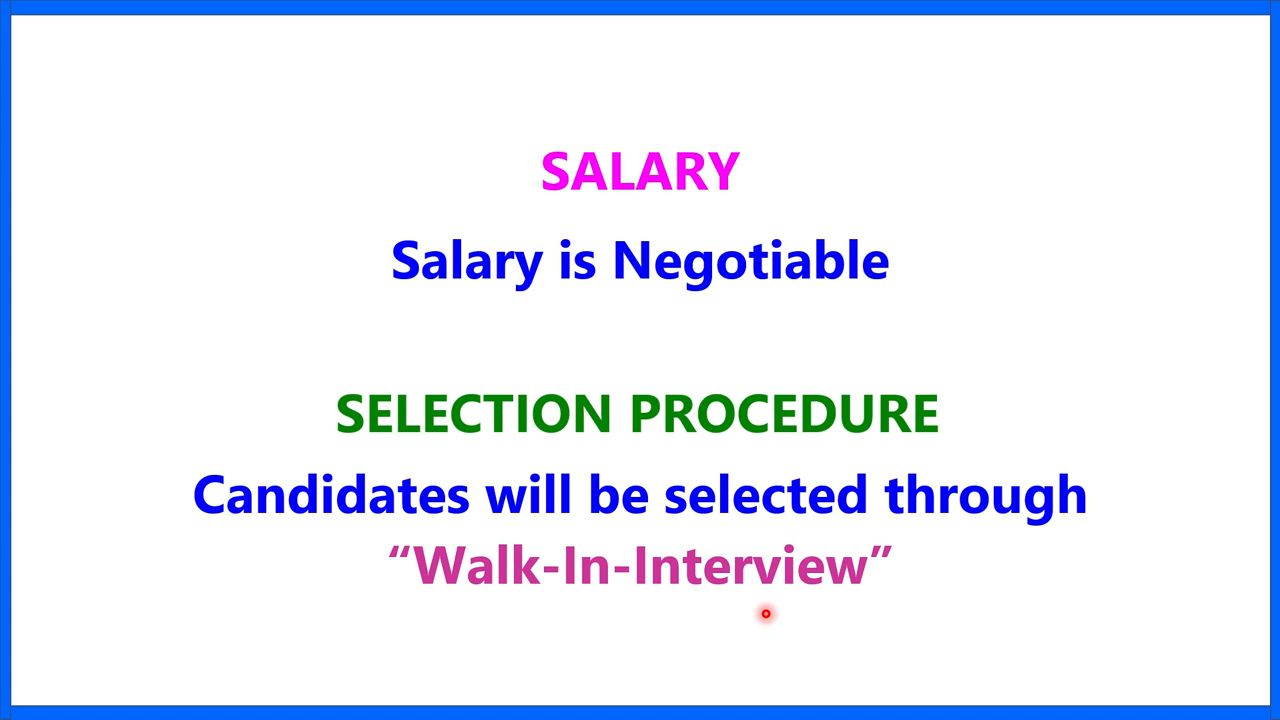 SALARY
Salary is Negotiable
SELECTION PROCEDURE
Candidates will be selected through
“Walk-In-Interview”